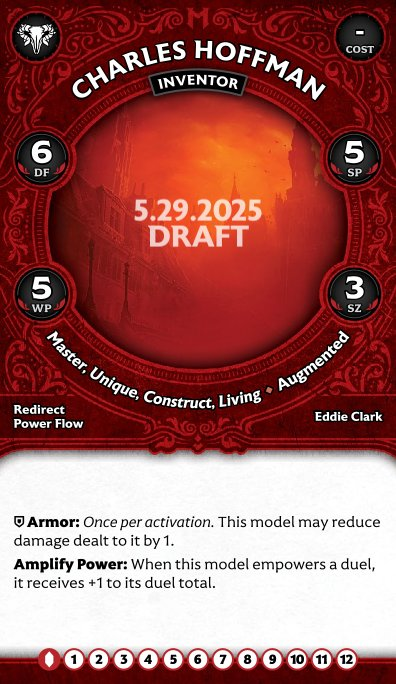 -
COST
CHARLES HOFFMAN
INVENTOR
6
DF
5
SP
5.29.2025
DRAFT
5
WP
3
SZ
Master, Unique, Construct, Living • Augmented
Redirect
Power Flow
Eddie Clark
Armor: Once per activation. This model may reduce
damage dealt to it by 1.
Amplify Power: When this model empowers a duel,
it receives +1 to its duel total.
1 2 3 4 5 6 7 8 9 10 11 12